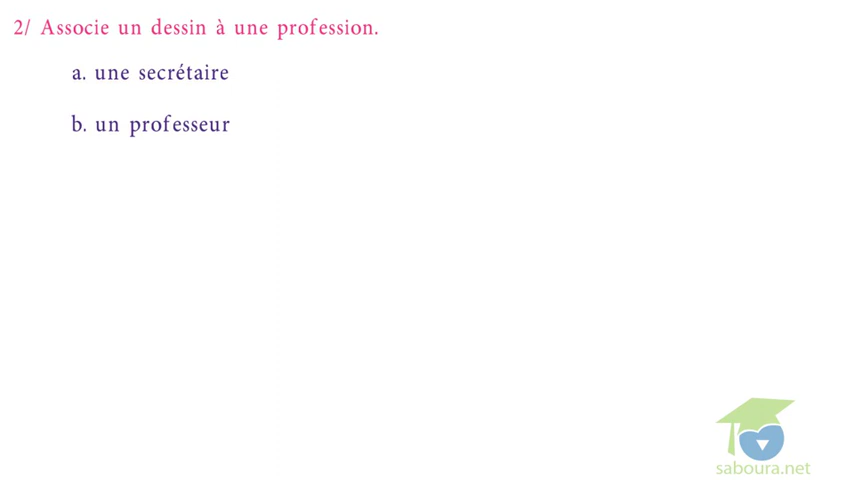 2/ Associe un dessin à une profession.
a. une secrétaire
b. un professeur
saboura.net